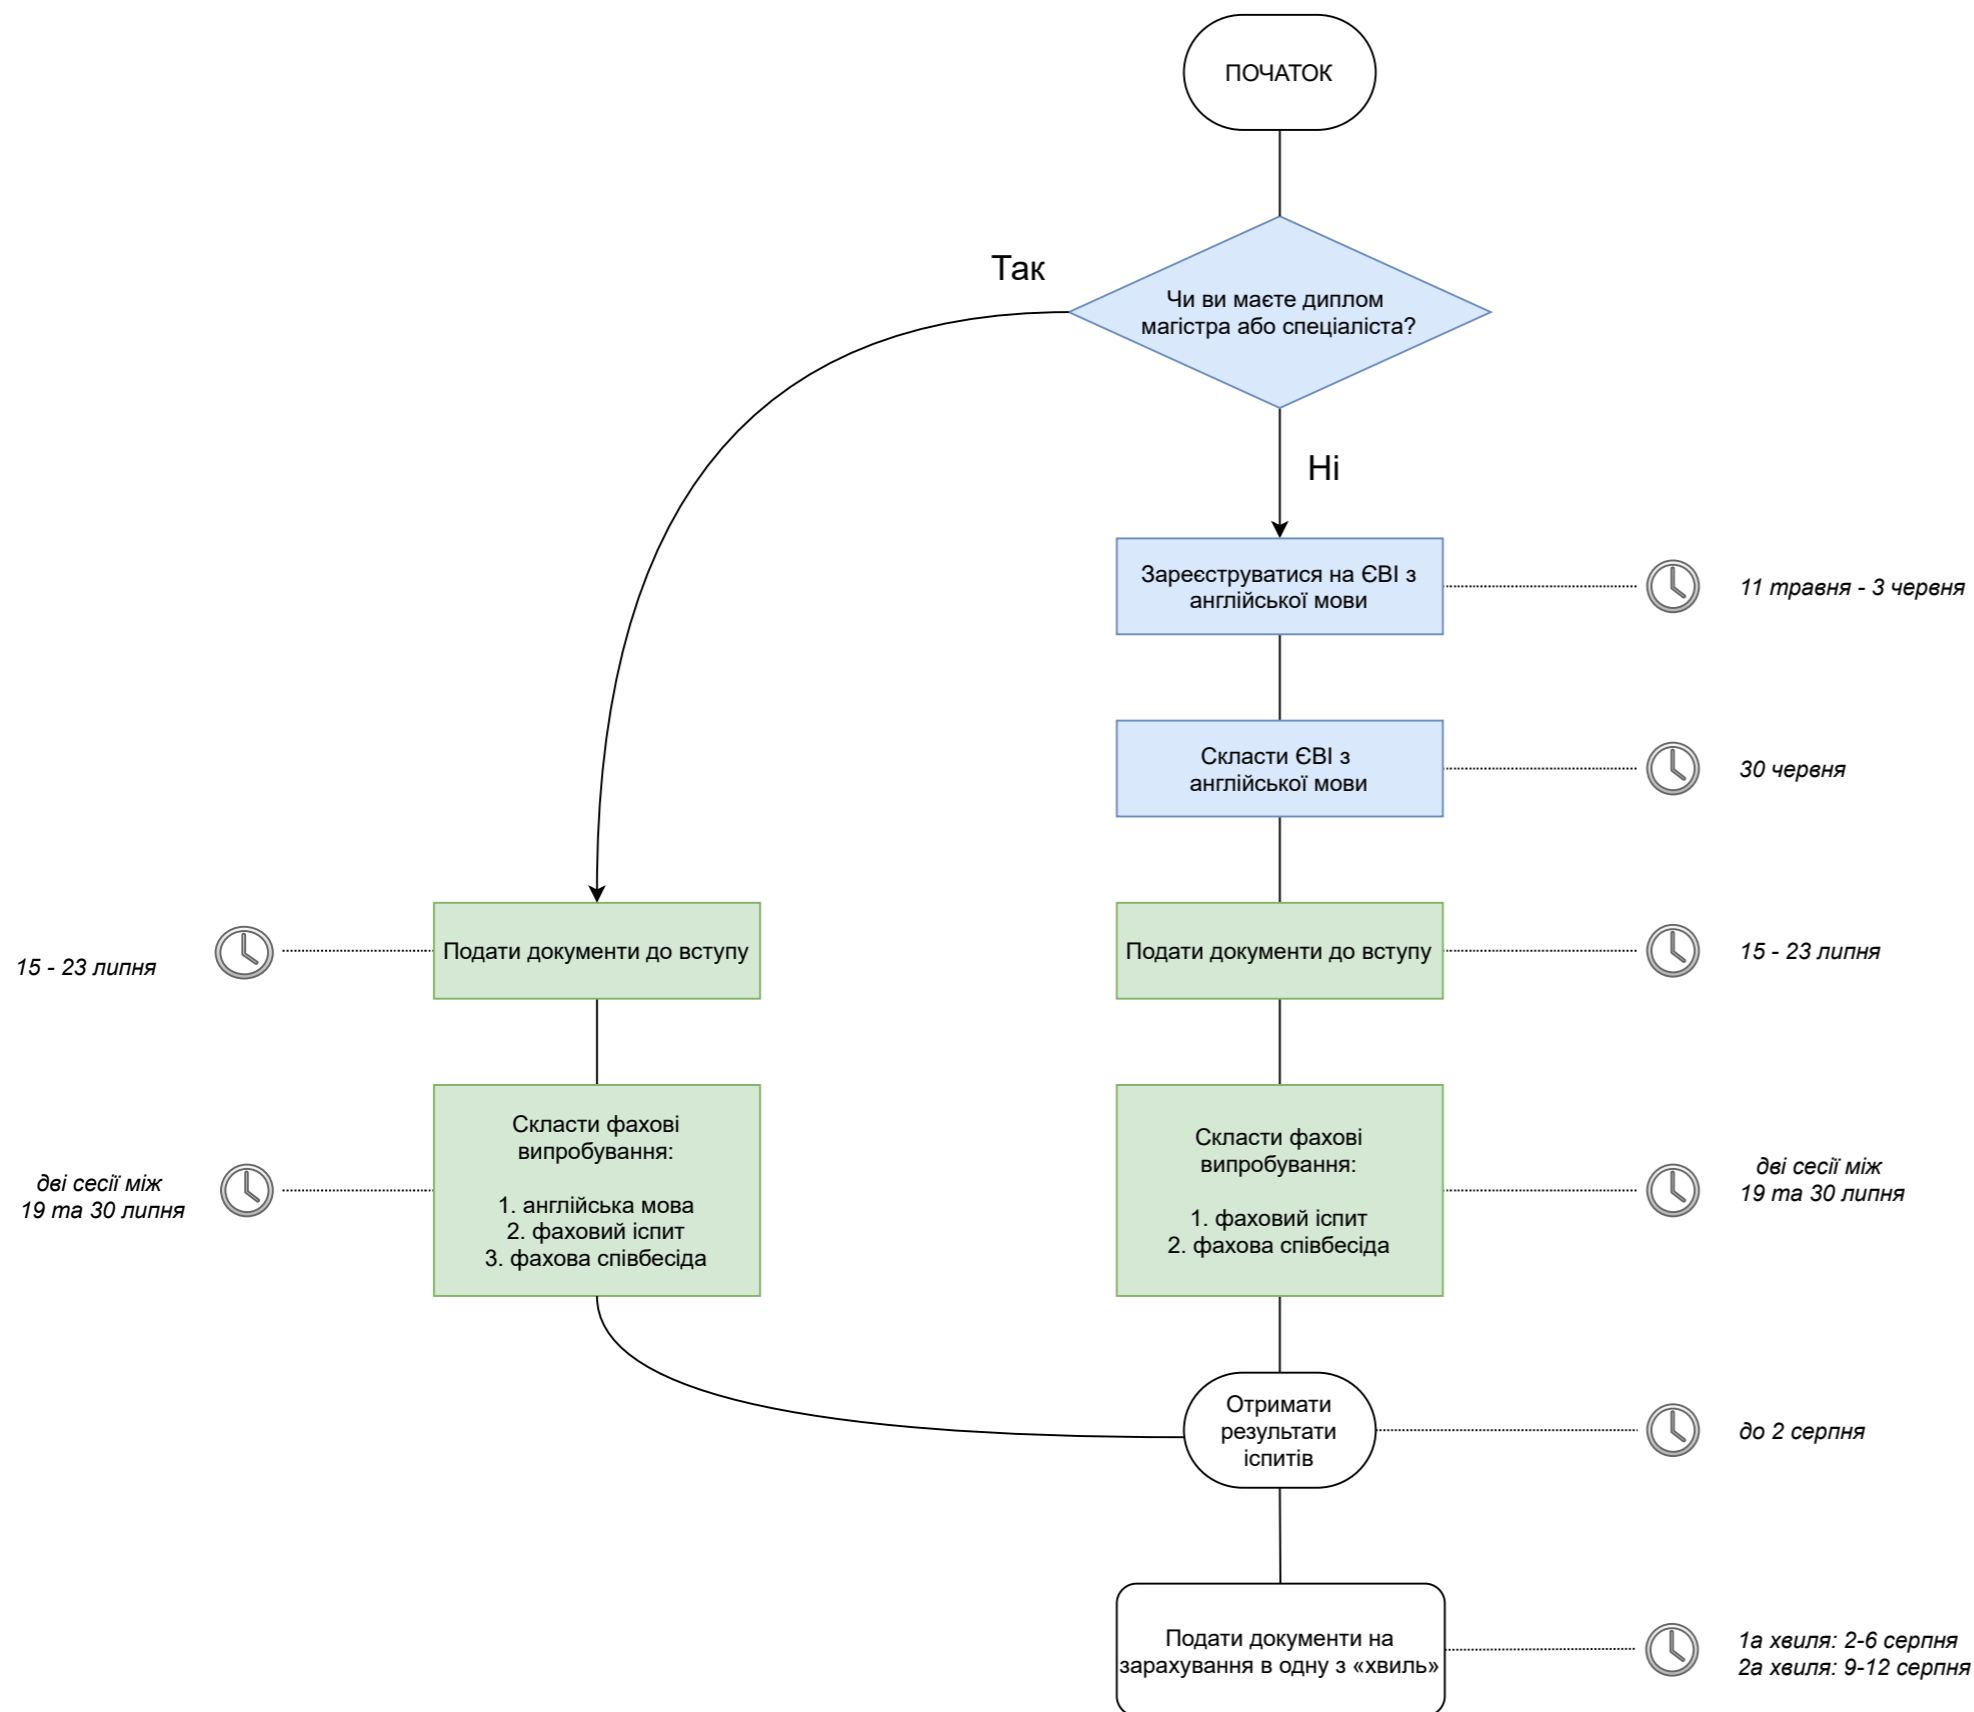 ПОЧАТОК
Так
Чи ви маєте диплом
магістра або спеціаліста?
Ні
Зареєструватися на ЄВІ з
англійської мови
11 травня - 3 червня
Скласти ЄВІ з
англійської мови
30 червня
15 - 23 липня
Подати документи до вступу
Подати документи до вступу
15 - 23 липня
дві сесії між
19 та 30 липня
Скласти фахові
випробування:
1. англійська мова
2. фаховий іспит
3. фахова співбесіда
Скласти фахові
випробування:
1. фаховий іспит
2. фахова співбесіда
дві сесії між
19 та 30 липня
Отримати
результати
іспитів
до 2 серпня
Подати документи на
зарахування в одну з «хвиль»
1а хвиля: 2-6 серпня
2а хвиля: 9-12 серпня